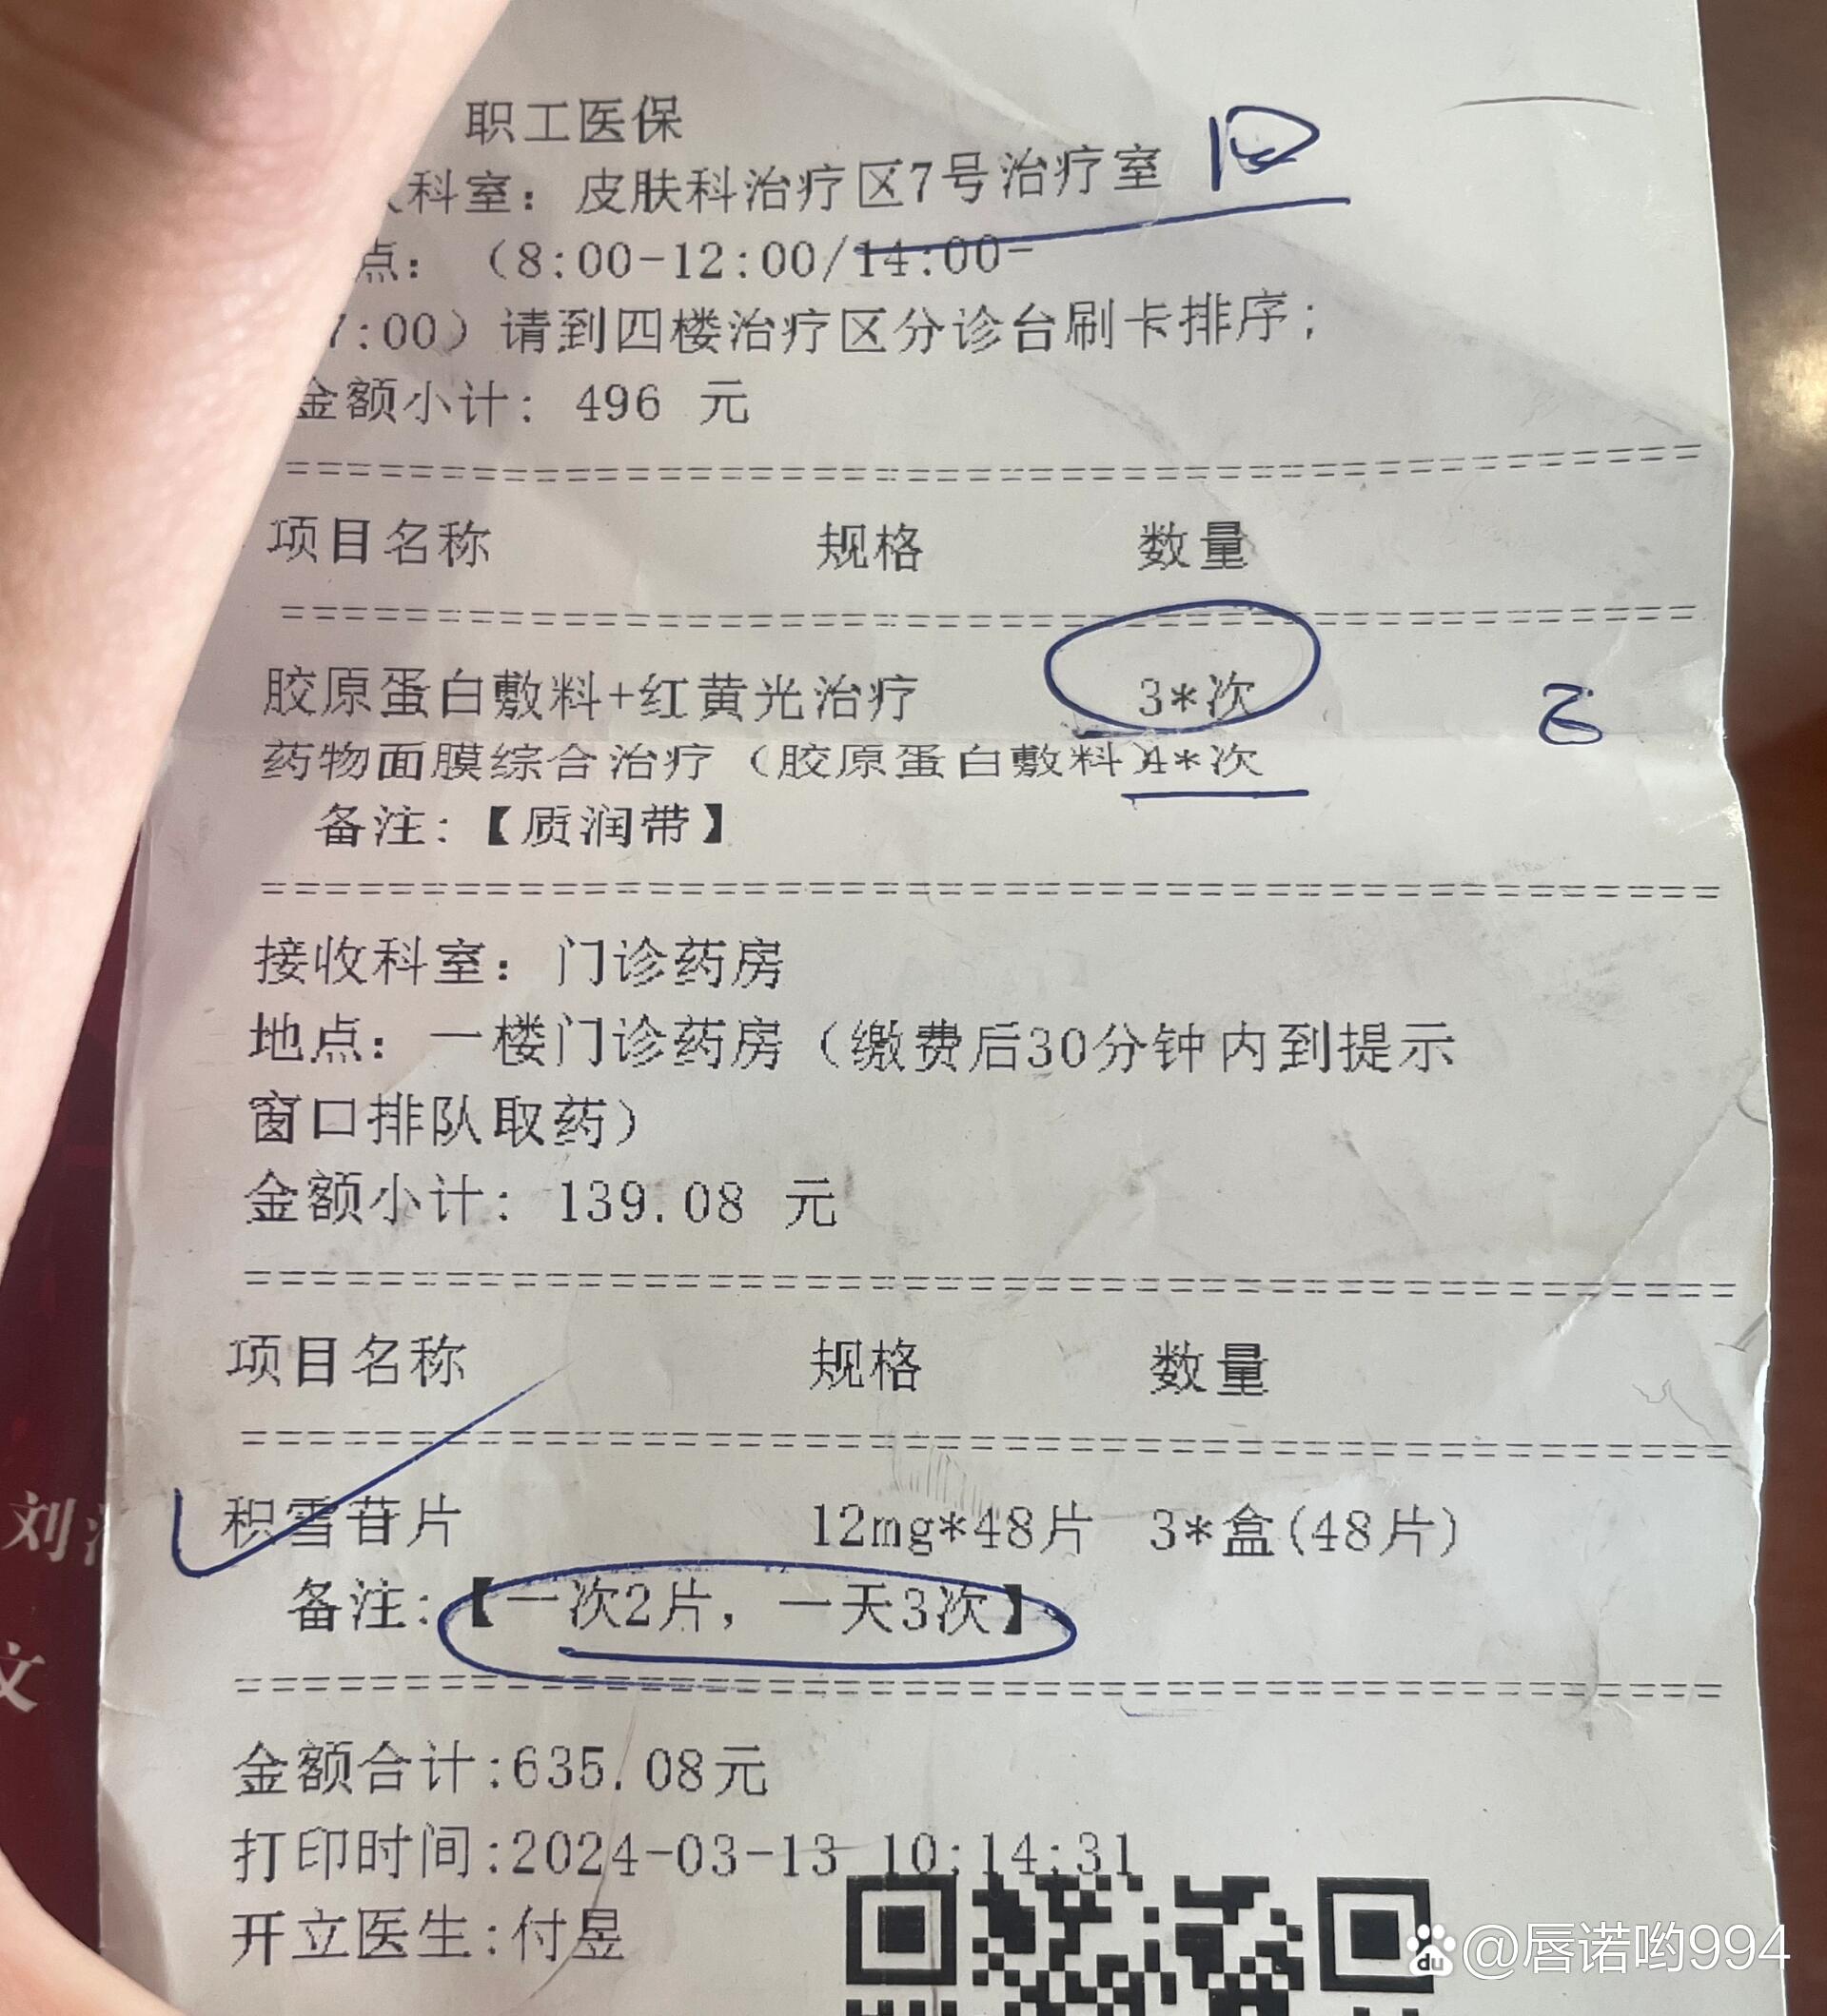 职工医保
科室：皮肤科治疗区7号治疗室
点：（8:00-12:00/14:00-
7:00）请到四楼治疗区分诊台刷卡排序；
金额小计：496 元
项目名称 规格 数量
胶原蛋白敷料+红黄光治疗 3*次
药物面膜综合治疗（胶原蛋白敷料）4*次
备注：【质润带】
接收科室：门诊药房
地点：一楼门诊药房（缴费后30分钟内到提示
窗口排队取药）
金额小计：139.08 元
项目名称 规格 数量
积雪苷片 12mg*48片 3*盒(48片)
备注：【一次2片，一天3次】
金额合计:635.08元
打印时间:2024-03-13 10:14:31
开立医生:付昱
刘
文
du @唇诺哟994